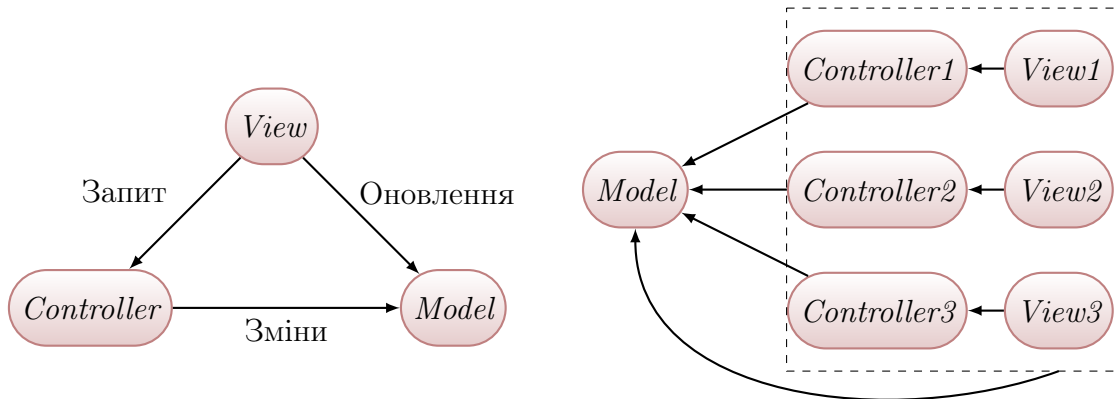 View
Запит
Оновлення
Controller
Model
Зміни
Controller1
View1
Model
Controller2
View2
Controller3
View3